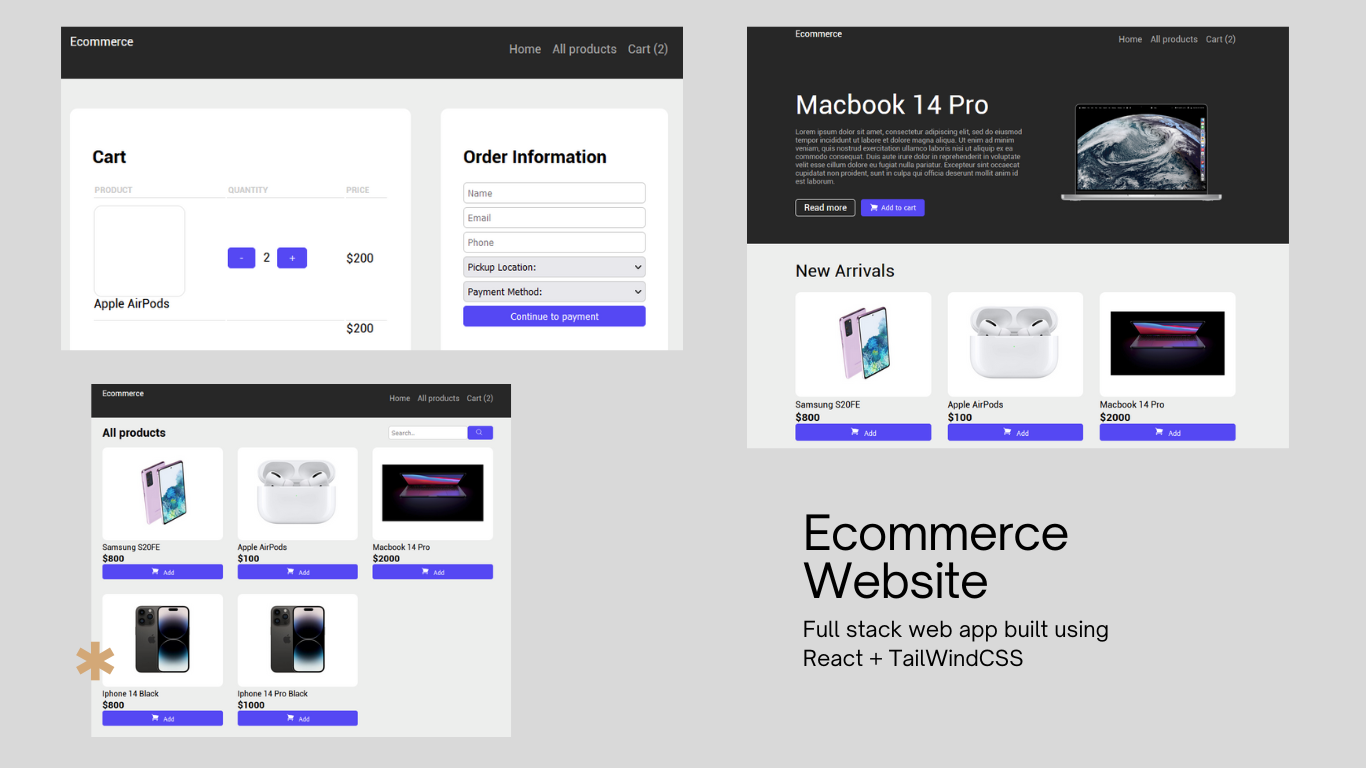 Ecommerce
Home All products Cart (2)
Cart
PRODUCT QUANTITY PRICE
- 2 + $200
Apple AirPods
$200
Order Information
Name
Email
Phone
Pickup Location:
Payment Method:
Continue to payment
Ecommerce
Home All products Cart (2)
Macbook 14 Pro
Lorem ipsum dolor sit amet, consectetur adipiscing elit, sed do eiusmod
tempor incididunt ut labore et dolore magna aliqua. Ut enim ad minim
veniam, quis nostrud exercitation ullamco laboris nisi ut aliquip ex ea
commodo consequat. Duis aute irure dolor in reprehenderit in voluptate
velit esse cillum dolore eu fugiat nulla pariatur. Excepteur sint occaecat
cupidatat non proident, sunt in culpa qui officia deserunt mollit anim id
est laborum.
Read more Add to cart
New Arrivals
Samsung S20FE Apple AirPods Macbook 14 Pro
$800 $100 $2000
Add Add Add
Ecommerce
Home All products Cart (2)
All products Search..
Samsung S20FE Apple AirPods Macbook 14 Pro
$800 $100 $2000
Add Add Add
Iphone 14 Black Iphone 14 Pro Black
$800 $1000
Add Add
Ecommerce
Website
Full stack web app built using
React + TailWindCSS